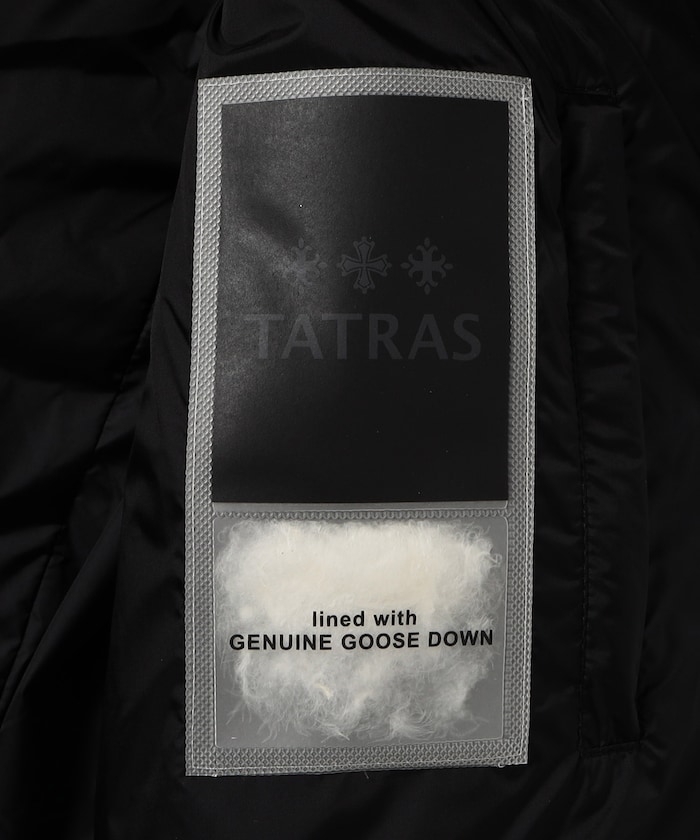 TATRAS
lined with
GENUINE GOOSE DOWN